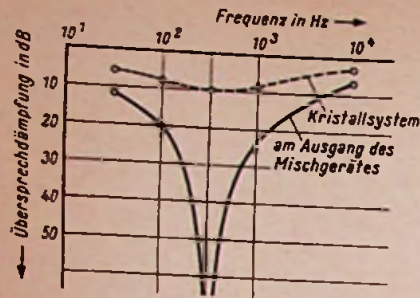 Frequenz in Hz
10¹ 10² 10³ 10⁴
Übersprechdämpfung in dB
10
20
30
40
50
Kristallsystem
am Ausgang des
Mischgerätes